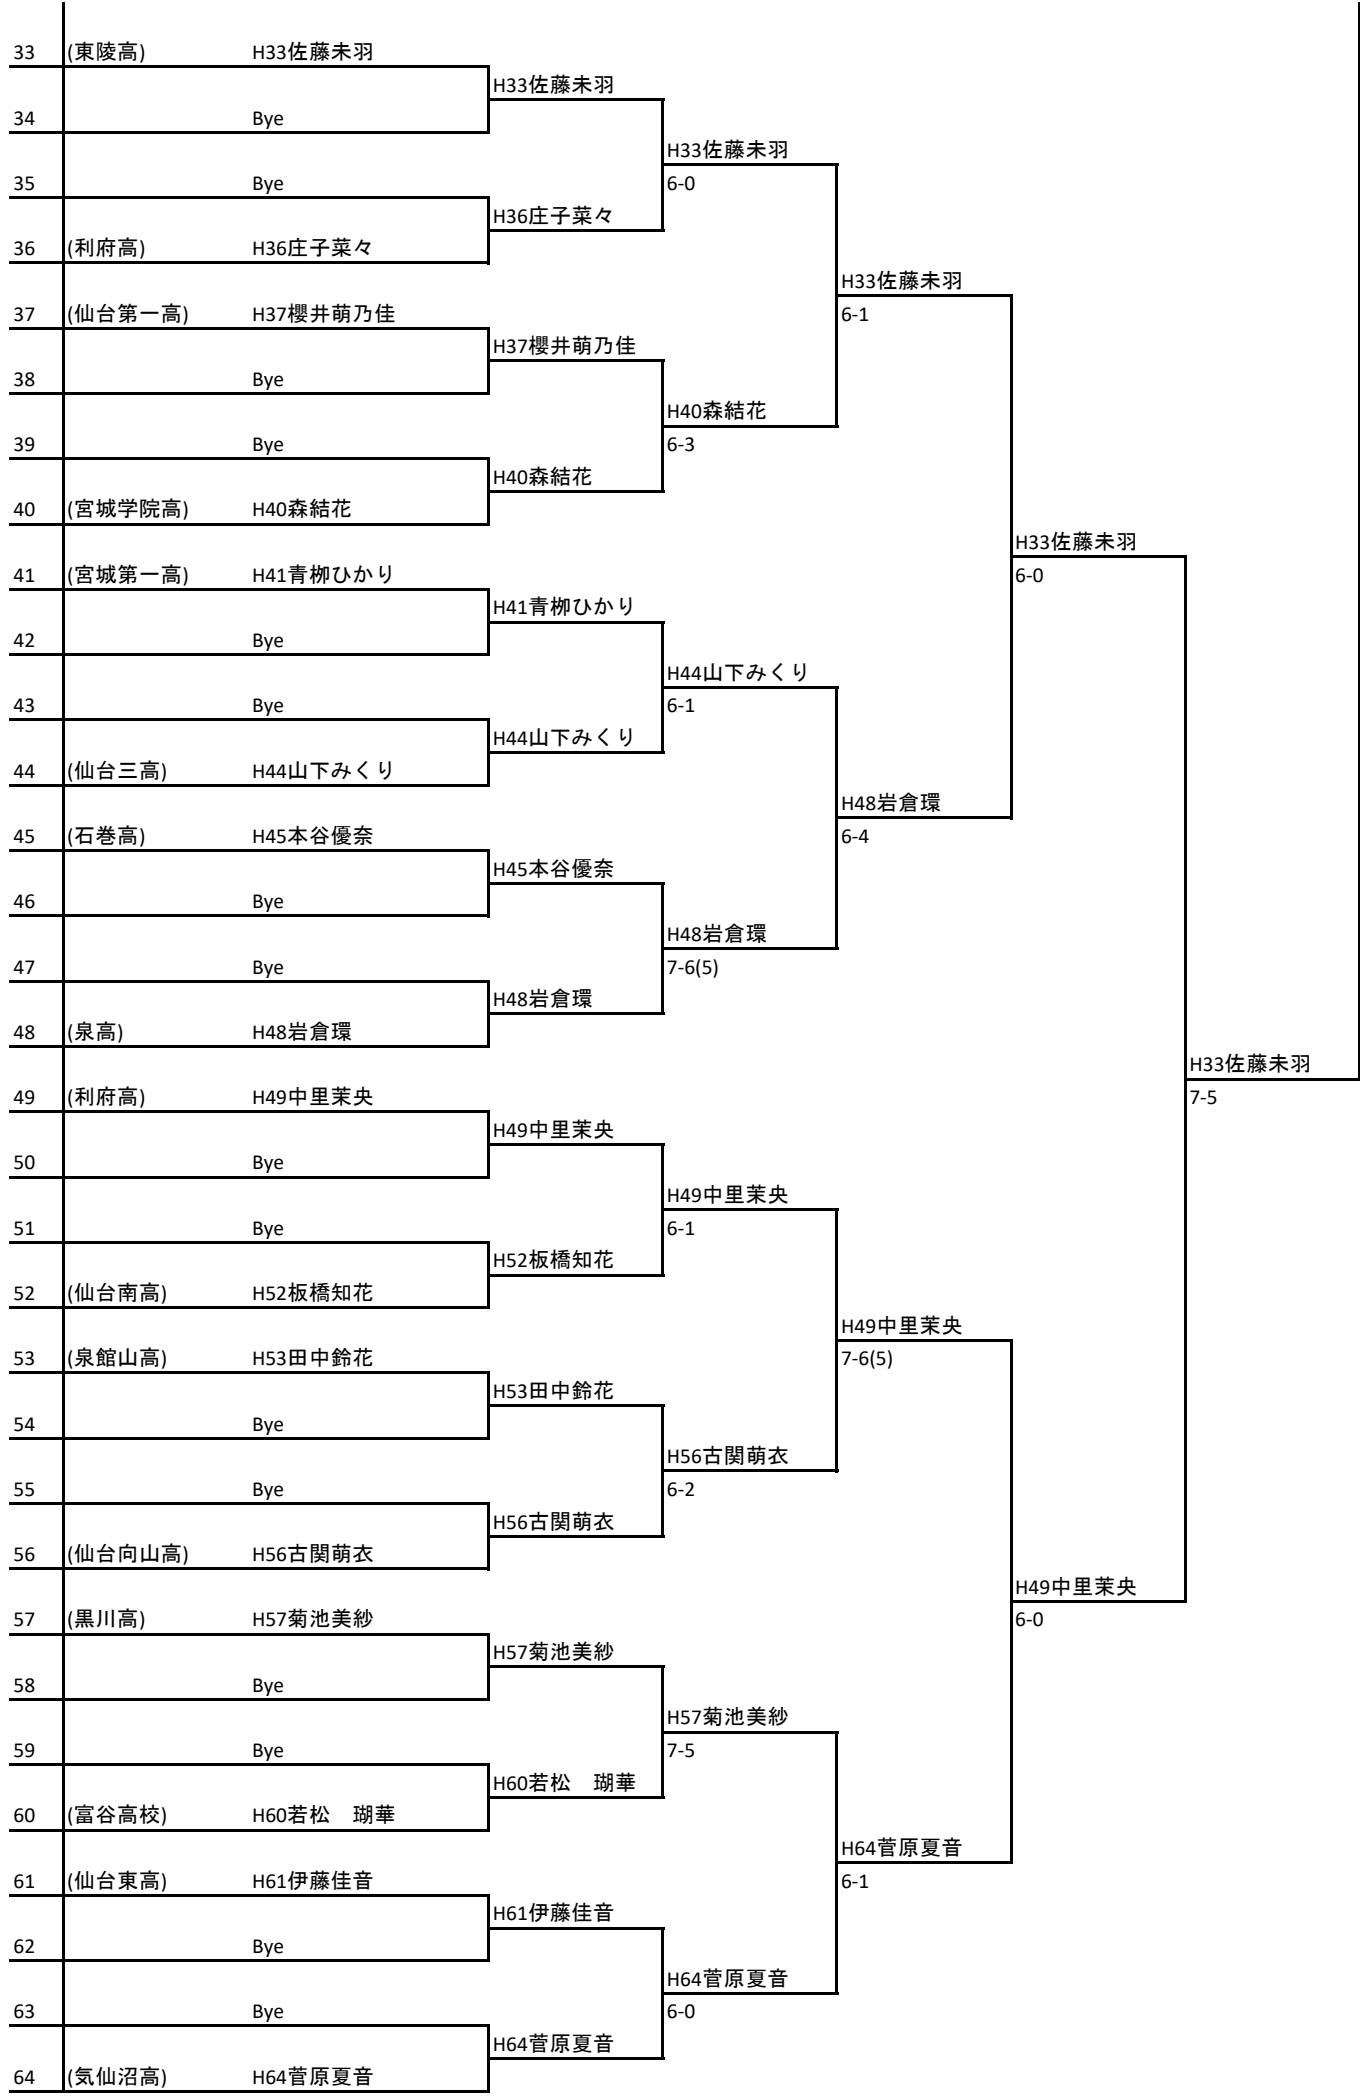 33 (東陵高) H33佐藤未羽
H33佐藤未羽
34 Bye
H33佐藤未羽
35 Bye
6-0
H36庄子菜々
36 (利府高) H36庄子菜々
H33佐藤未羽
37 (仙台第一高) H37櫻井萌乃佳
6-1
H37櫻井萌乃佳
38 Bye
H40森結花
39 Bye
6-3
H40森結花
40 (宮城学院高) H40森結花
H33佐藤未羽
41 (宮城第一高) H41青栁ひかり
6-0
H41青栁ひかり
42 Bye
H44山下みくり
43 Bye
6-1
H44山下みくり
44 (仙台三高) H44山下みくり
H48岩倉環
45 (石巻高) H45本谷優奈
6-4
H45本谷優奈
46 Bye
H48岩倉環
47 Bye
7-6(5)
H48岩倉環
48 (泉高) H48岩倉環
H33佐藤未羽
49 (利府高) H49中里茉央
7-5
H49中里茉央
50 Bye
H49中里茉央
51 Bye
6-1
H52板橋知花
52 (仙台南高) H52板橋知花
H49中里茉央
53 (泉館山高) H53田中鈴花
7-6(5)
H53田中鈴花
54 Bye
H56古関萌衣
55 Bye
6-2
H56古関萌衣
56 (仙台向山高) H56古関萌衣
H49中里茉央
57 (黒川高) H57菊池美紗
6-0
H57菊池美紗
58 Bye
H57菊池美紗
59 Bye
7-5
H60若松　瑚華
60 (富谷高校) H60若松　瑚華
H64菅原夏音
61 (仙台東高) H61伊藤佳音
6-1
H61伊藤佳音
62 Bye
H64菅原夏音
63 Bye
6-0
H64菅原夏音
64 (気仙沼高) H64菅原夏音